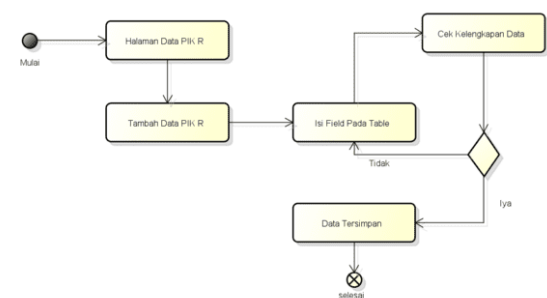 Mulai
Halaman Data PIK R
Tambah Data PIK R
Isi Field Pada Table
Cek Kelengkapan Data
Tidak
Iya
Data Tersimpan
selesai